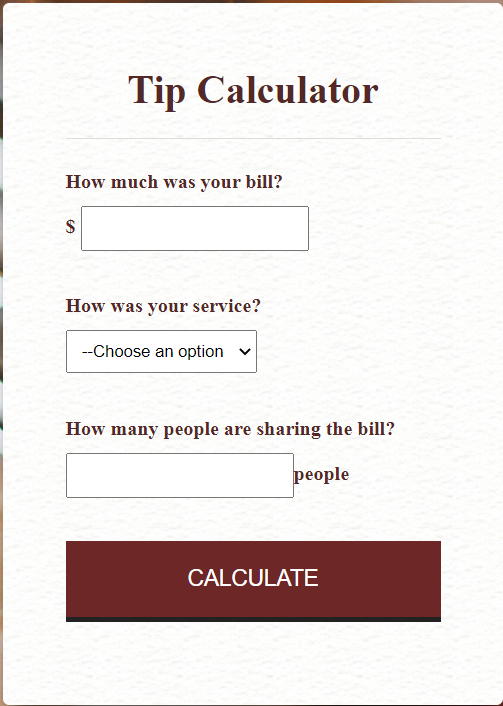 Tip Calculator
How much was your bill?
$
How was your service?
--Choose an option
How many people are sharing the bill?
people
CALCULATE